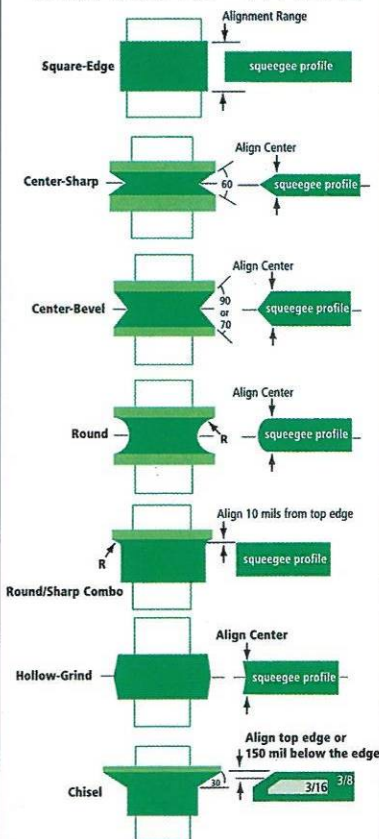 Alignment Range
Square-Edge
squeegee profile
Align Center
Center-Sharp
60
squeegee profile
Align Center
Center-Bevel
90
or
70
squeegee profile
Align Center
Round
R
squeegee profile
Align 10 mils from top edge
R
squeegee profile
Round/Sharp Combo
Align Center
Hollow-Grind
squeegee profile
Align top edge or
150 mil below the edge
Chisel
30
3/16
3/8